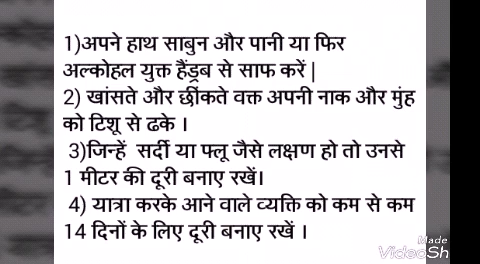 1)अपने हाथ साबुन और पानी या फिर
अल्कोहल युक्त हैंड्रब से साफ करें |
2) खांसते और छींकते वक्त अपनी नाक और मुंह
को टिशू से ढके ।
3)जिन्हें सर्दी या फ्लू जैसे लक्षण हो तो उनसे
1 मीटर की दूरी बनाए रखें।
4) यात्रा करके आने वाले व्यक्ति को कम से कम
14 दिनों के लिए दूरी बनाए रखें ।
Made
VideoSh